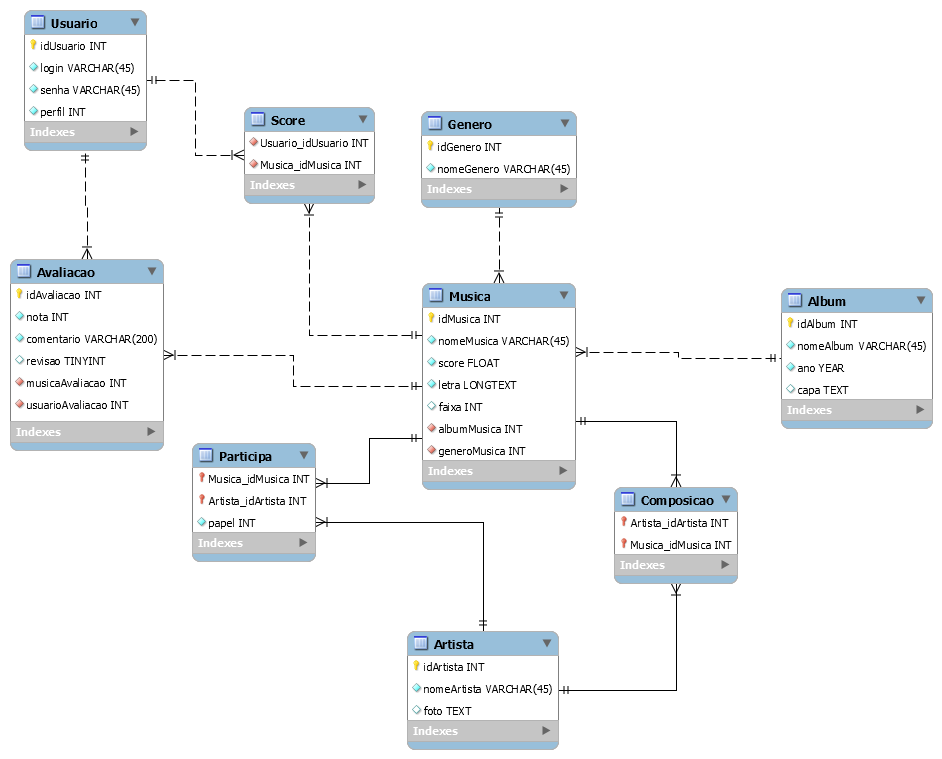 Usuario
idUsuario INT
login VARCHAR(45)
senha VARCHAR(45)
perfil INT
Indexes
Score
Usuario_idUsuario INT
Musica_idMusica INT
Indexes
Genero
idGenero INT
nomeGenero VARCHAR(45)
Indexes
Avaliacao
idAvaliacao INT
nota INT
comentario VARCHAR(200)
revisao TINYINT
musicaAvaliacao INT
usuarioAvaliacao INT
Indexes
Musica
idMusica INT
nomeMusica VARCHAR(45)
score FLOAT
letra LONGTEXT
faixa INT
albumMusica INT
generoMusica INT
Indexes
Album
idAlbum INT
nomeAlbum VARCHAR(45)
ano YEAR
capa TEXT
Indexes
Participa
Musica_idMusica INT
Artista_idArtista INT
papel INT
Indexes
Composicao
Artista_idArtista INT
Musica_idMusica INT
Indexes
Artista
idArtista INT
nomeArtista VARCHAR(45)
foto TEXT
Indexes